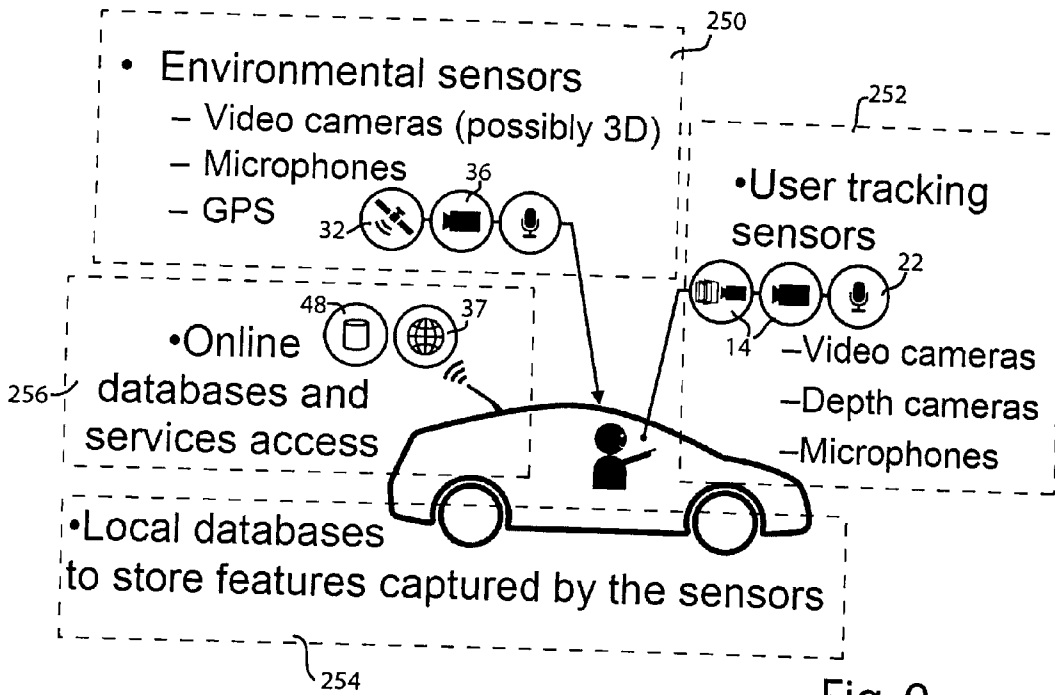 250
• Environmental sensors
– Video cameras (possibly 3D)
– Microphones
– GPS
32
36
252
•User tracking
sensors
22
14
–Video cameras
–Depth cameras
–Microphones
48
37
•Online
databases and
services access
256
•Local databases
to store features captured by the sensors
254